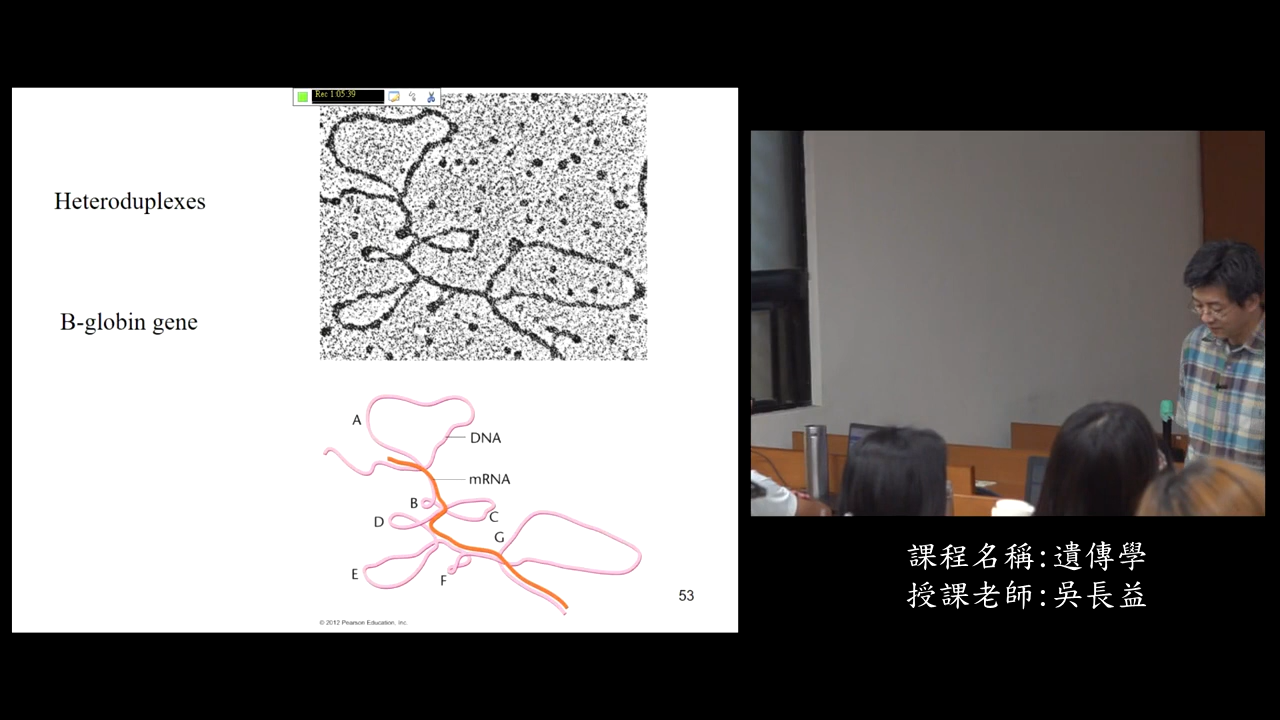 Rec 1:05:39
Heteroduplexes
B-globin gene
A
DNA
mRNA
B
C
D
G
E
F
53
© 2012 Pearson Education, Inc.
課程名稱:遺傳學
授課老師:吳長益